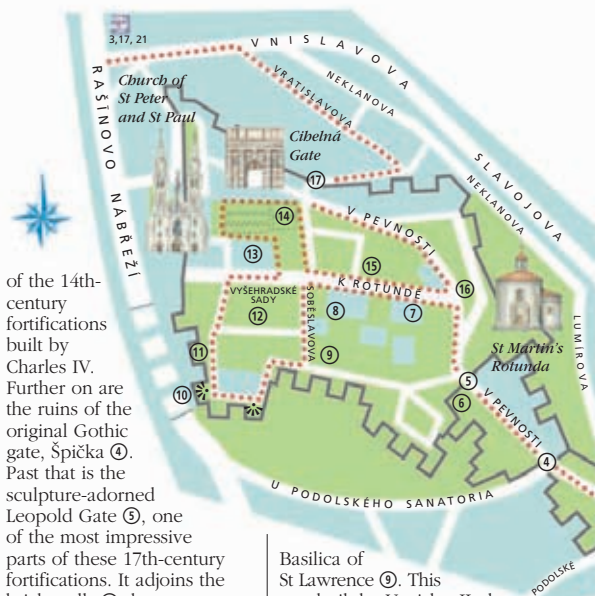 3,17, 21
VNISLAVOVA
RAŠÍNOVO NÁBŘEŽÍ
Church of
St Peter
and St Paul
VRATISLAVOVA
NEKLANOVA
Cihelná
Gate
SLAVOJOVA
NEKLANOVA
17
V PEVNOSTI
14
13
15
K ROTUNDĚ
16
VYŠEHRADSKÉ
SADY
12
SOBĚSLAVOVA
8
7
9
St Martin's
Rotunda
LUMÍROVA
11
10
5
6
V PEVNOSTI
4
U PODOLSKÉHO SANATORIA
PODOLSKÉ
of the 14th-
century
fortifications
built by
Charles IV.
Further on are
the ruins of the
original Gothic
gate, Špička ④.
Past that is the
sculpture-adorned
Leopold Gate ⑤, one
of the most impressive
parts of these 17th-century
fortifications. It adjoins the
Basilica of
St Lawrence ⑨. This